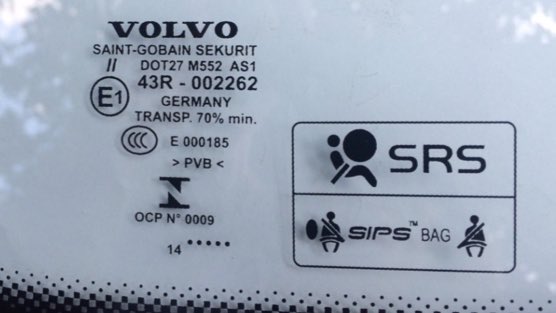 VOLVO
SAINT-GOBAIN SEKURIT
// DOT27 M552 AS1
E1 43R - 002262
GERMANY
TRANSP. 70% min.
CCC E 000185
> PVB <
N
OCP N° 0009
14 •••••
SRS
SIPS™ BAG